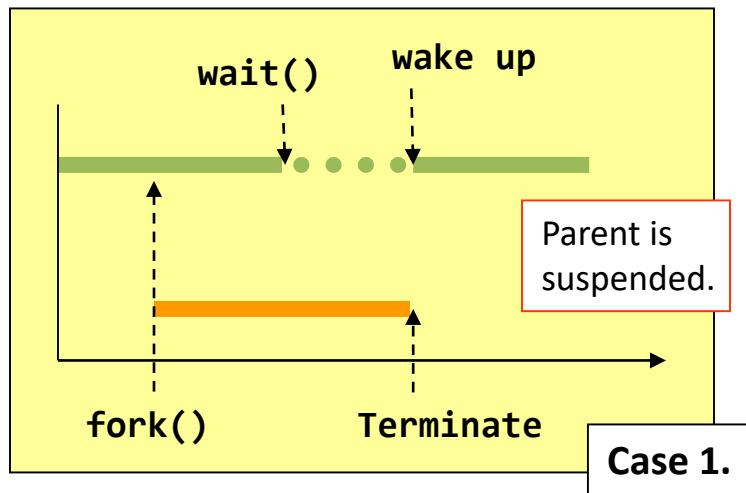 wait()
wake up
Parent is
suspended.
fork()
Terminate
Case 1.